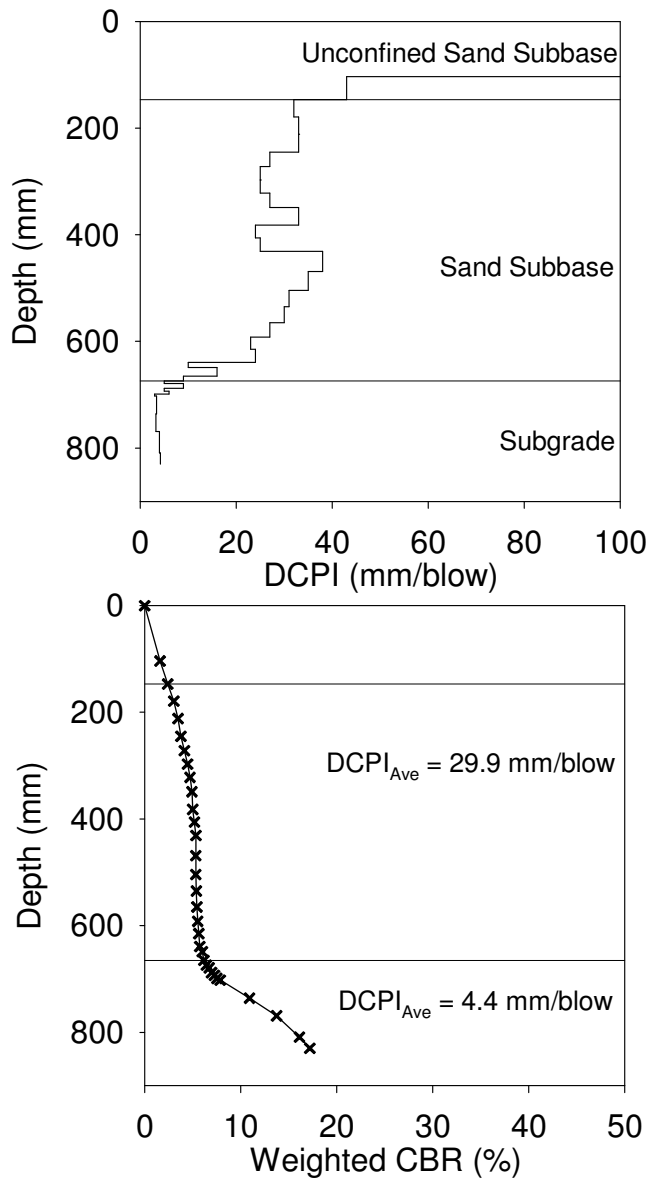 0
Unconfined Sand Subbase
200
400
Sand Subbase
600
Subgrade
800
Depth (mm)
0 20 40 60 80 100
DCPI (mm/blow)
0
200
DCPIAve = 29.9 mm/blow
400
600
DCPIAve = 4.4 mm/blow
800
Depth (mm)
0 10 20 30 40 50
Weighted CBR (%)